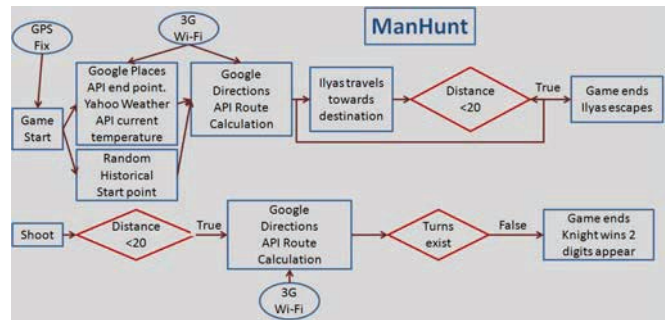 ManHunt
GPS
Fix
3G
Wi-Fi
Game
Start
Google Places
API end point.
Yahoo Weather
API current
temperature
Random
Historical
Start point
Google
Directions
API Route
Calculation
Ilyas travels
towards
destination
Distance
<20
True
Game ends
Ilyas escapes
Shoot
Distance
<20
True
Google
Directions
API Route
Calculation
3G
Wi-Fi
Turns
exist
False
Game ends
Knight wins 2
digits appear